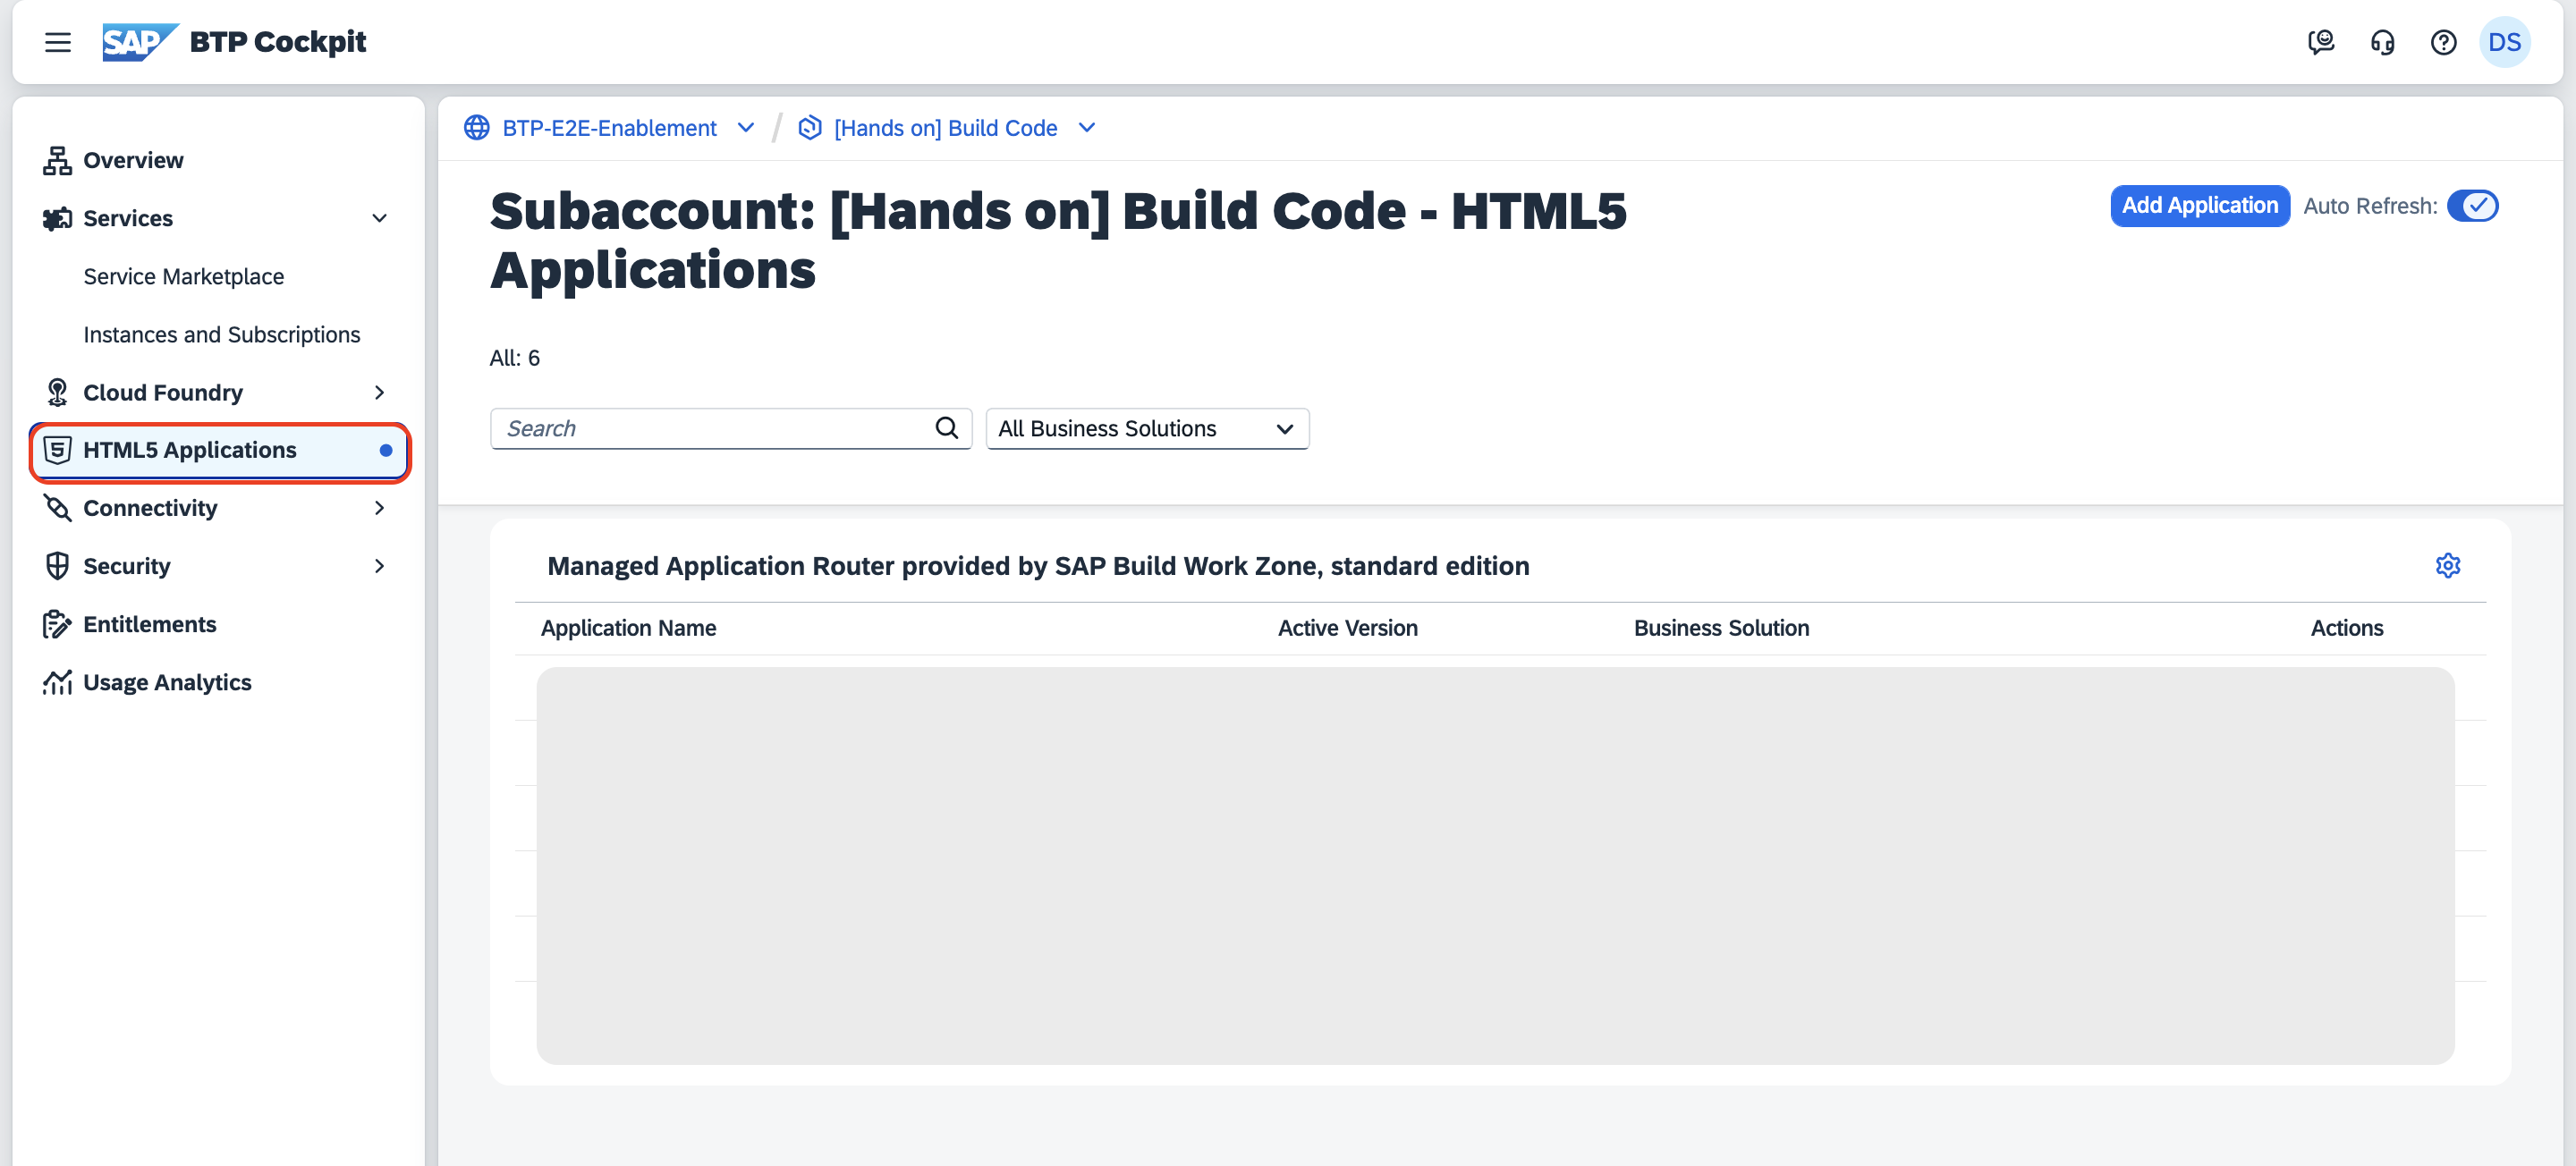 SAP BTP Cockpit
DS
Overview
Services
Service Marketplace
Instances and Subscriptions
Cloud Foundry
HTML5 Applications
Connectivity
Security
Entitlements
Usage Analytics
BTP-E2E-Enablement / [Hands on] Build Code
Subaccount: [Hands on] Build Code - HTML5
Applications
Add Application Auto Refresh:
All: 6
Search All Business Solutions
Managed Application Router provided by SAP Build Work Zone, standard edition
Application Name Active Version Business Solution Actions